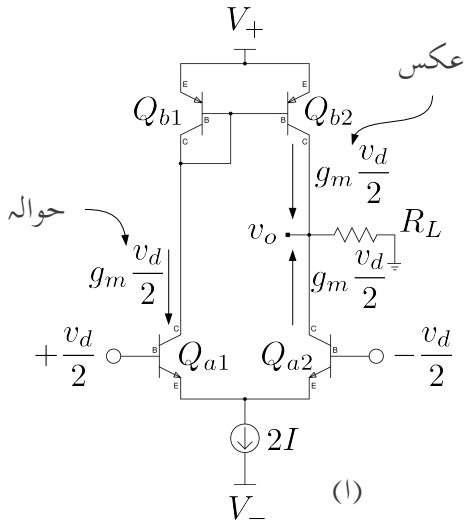 V+
عکس
E
E
Qb1
B
B
Qb2
C
C
gm vd/2
حوالہ
vo
RL
gm vd/2
gm vd/2
C
C
+vd/2
B
Qa1
Qa2
B
−vd/2
E
E
2I
V−
(ا)